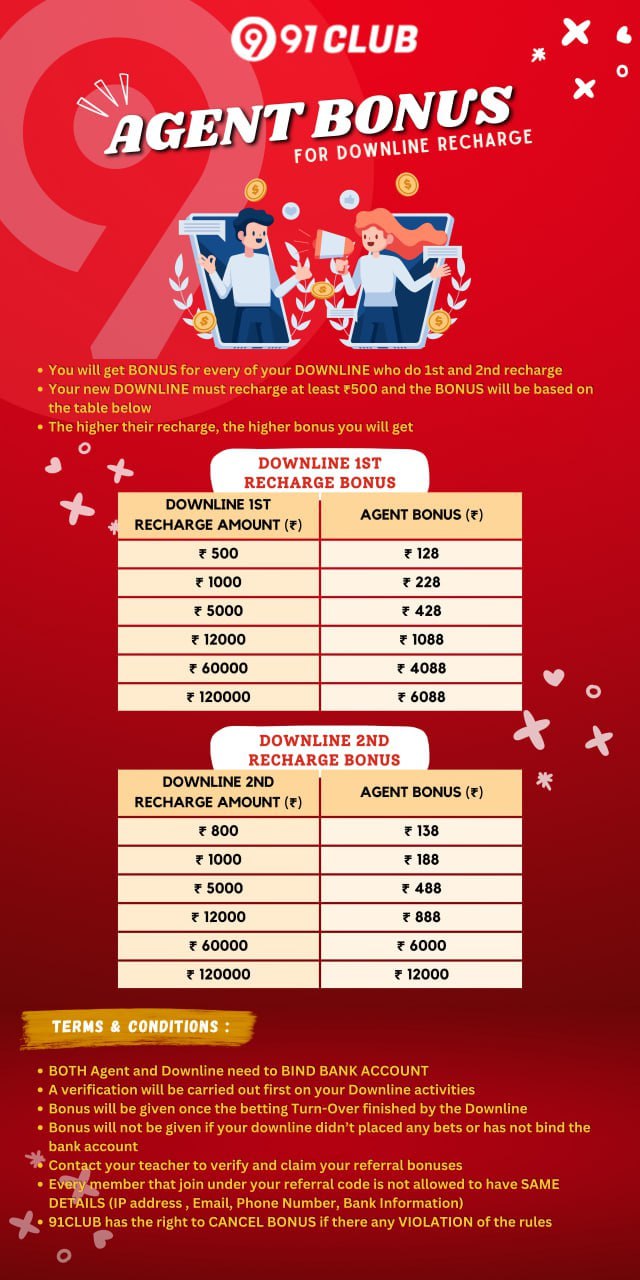 91 CLUB
AGENT BONUS
FOR DOWNLINE RECHARGE
• You will get BONUS for every of your DOWNLINE who do 1st and 2nd recharge
• Your new DOWNLINE must recharge at least ₹500 and the BONUS will be based on
the table below
• The higher their recharge, the higher bonus you will get
DOWNLINE 1ST
RECHARGE BONUS
DOWNLINE 1ST
RECHARGE AMOUNT (₹)
AGENT BONUS (₹)
₹ 500 ₹ 128
₹ 1000 ₹ 228
₹ 5000 ₹ 428
₹ 12000 ₹ 1088
₹ 60000 ₹ 4088
₹ 120000 ₹ 6088
DOWNLINE 2ND
RECHARGE BONUS
DOWNLINE 2ND
RECHARGE AMOUNT (₹)
AGENT BONUS (₹)
₹ 800 ₹ 138
₹ 1000 ₹ 188
₹ 5000 ₹ 488
₹ 12000 ₹ 888
₹ 60000 ₹ 6000
₹ 120000 ₹ 12000
TERMS & CONDITIONS :
• BOTH Agent and Downline need to BIND BANK ACCOUNT
• A verification will be carried out first on your Downline activities
• Bonus will be given once the betting Turn-Over finished by the Downline
• Bonus will not be given if your downline didn't placed any bets or has not bind the
bank account
• Contact your teacher to verify and claim your referral bonuses
• Every member that join under your referral code is not allowed to have SAME
DETAILS (IP address , Email, Phone Number, Bank Information)
• 91CLUB has the right to CANCEL BONUS if there any VIOLATION of the rules